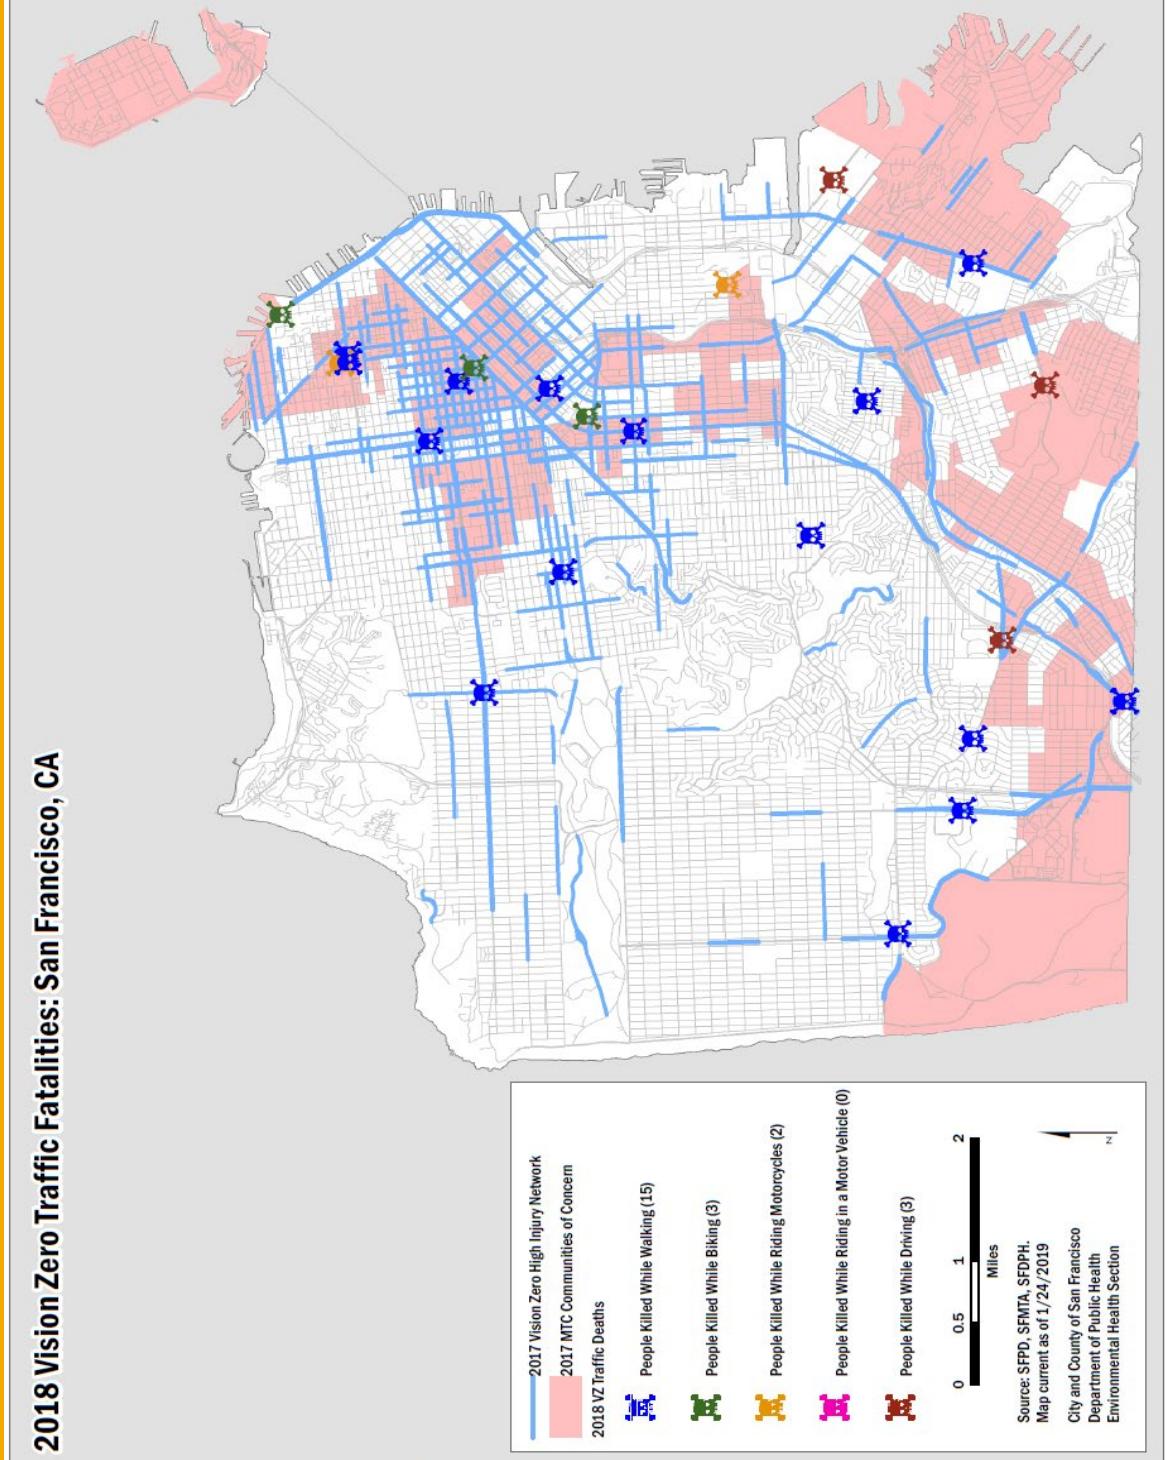 2018 Vision Zero Traffic Fatalities: San Francisco, CA
2017 Vision Zero High Injury Network
2017 MTC Communities of Concern
2018 VZ Traffic Deaths
People Killed While Walking (15)
People Killed While Biking (3)
People Killed While Riding Motorcycles (2)
People Killed While Riding in a Motor Vehicle (0)
People Killed While Driving (3)
0 0.5 1 2
Miles
Source: SFPD, SFMTA, SFDPH.
Map current as of 1/24/2019
City and County of San Francisco
Department of Public Health
Environmental Health Section
N